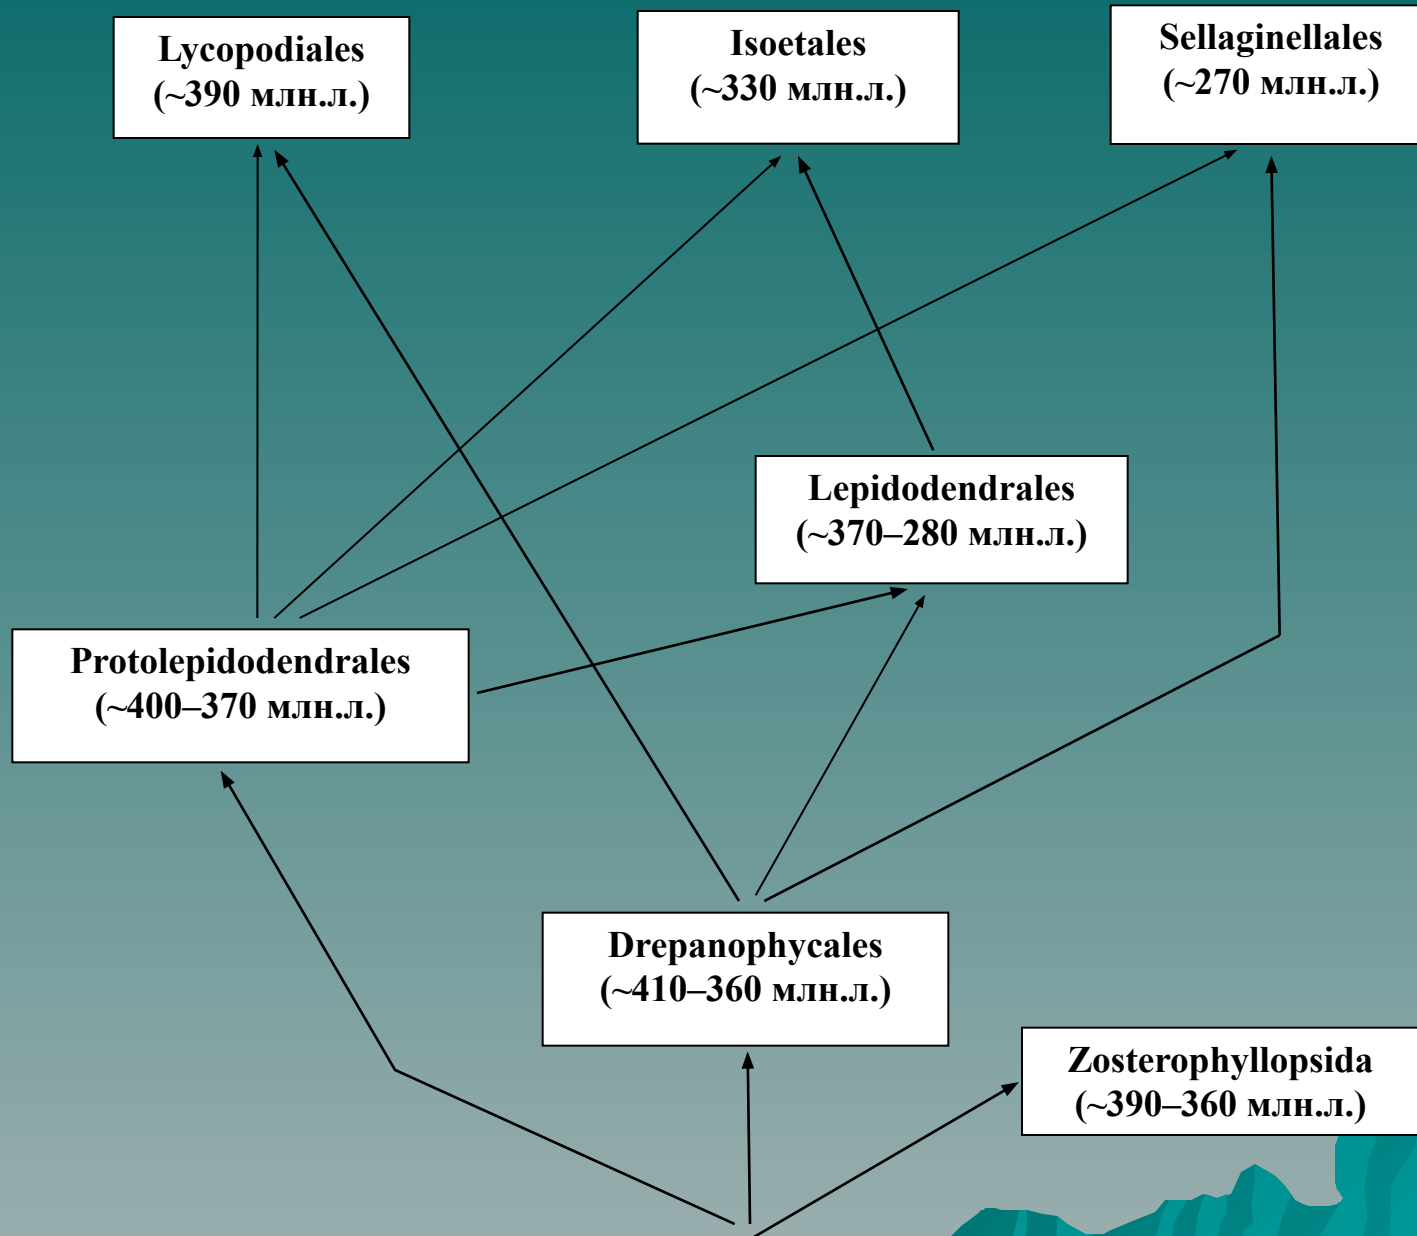 Lycopodiales
(~390 млн.л.)
Isoetales
(~330 млн.л.)
Sellaginellales
(~270 млн.л.)
Lepidodendrales
(~370–280 млн.л.)
Protolepidodendrales
(~400–370 млн.л.)
Drepanophycales
(~410–360 млн.л.)
Zosterophyllopsida
(~390–360 млн.л.)